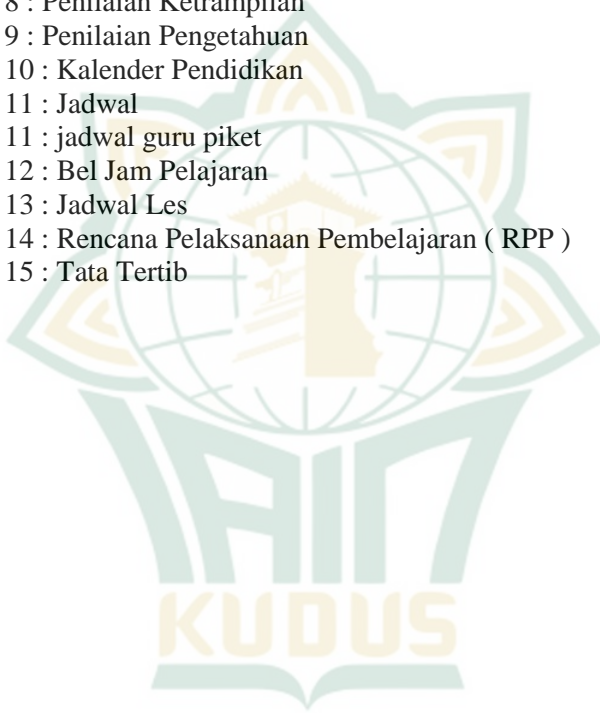 8 : Penilaian Ketrampilan
9 : Penilaian Pengetahuan
10 : Kalender Pendidikan
11 : Jadwal
11 : jadwal guru piket
12 : Bel Jam Pelajaran
13 : Jadwal Les
14 : Rencana Pelaksanaan Pembelajaran ( RPP )
15 : Tata Tertib
IAIN
KUDUS